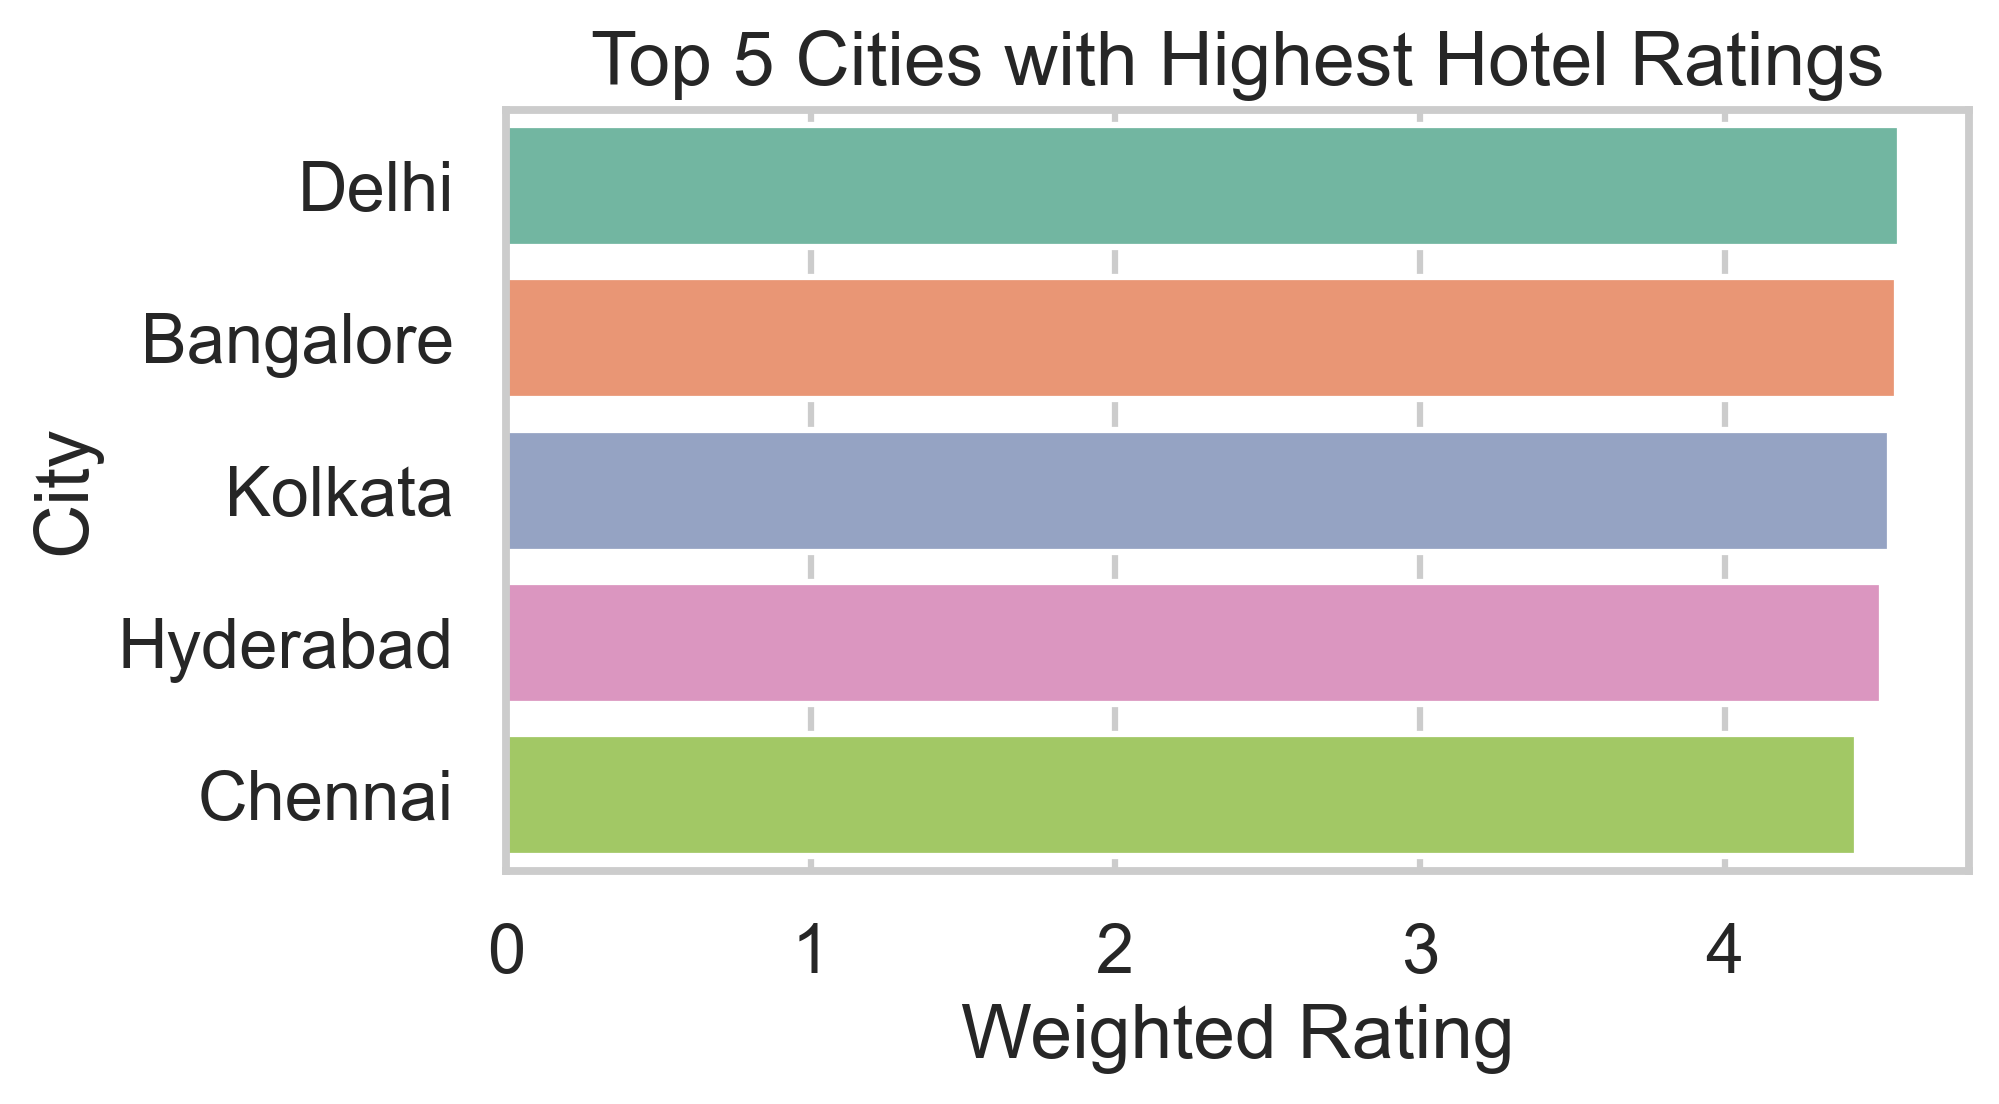 Top 5 Cities with Highest Hotel Ratings
Delhi
Bangalore
Kolkata
Hyderabad
Chennai
City
0 1 2 3 4
Weighted Rating